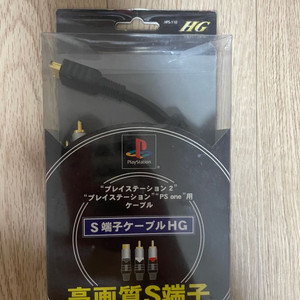 HG
PlayStation
"プレイステーション 2"
"プレイステーション" "PS one" 用
ケーブル
S端子ケーブルHG
高画質S端子